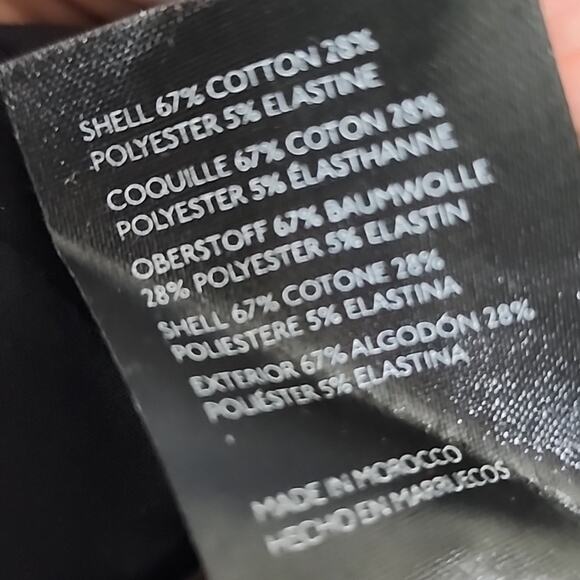 SHELL 67% COTTON 28%
POLYESTER 5% ELASTINE
COQUILLE 67% COTON 28%
POLYESTER 5% ÉLASTHANNE
OBERSTOFF 67% BAUMWOLLE
28% POLYESTER 5% ELASTIN
SHELL 67% COTONE 28%
POLIESTERE 5% ELASTINA
EXTERIOR 67% ALGODÓN 28%
POLIÉSTER 5% ELASTINA
MADE IN MOROCCO
HECHO EN MARRUECOS